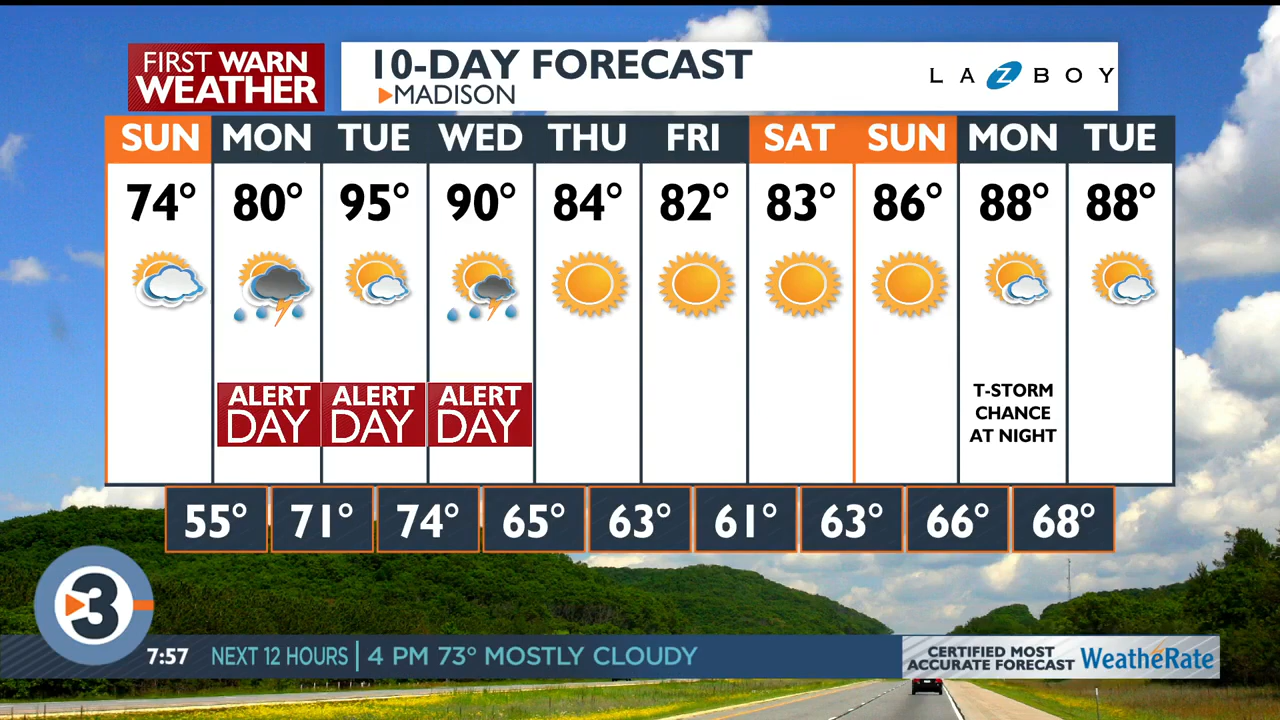 FIRST WARN
WEATHER
10-DAY FORECAST
MADISON
LA Z BOY
SUN MON TUE WED THU FRI SAT SUN MON TUE
74° 80° 95° 90° 84° 82° 83° 86° 88° 88°
ALERT DAY ALERT DAY ALERT DAY
T-STORM
CHANCE
AT NIGHT
55° 71° 74° 65° 63° 61° 63° 66° 68°
3
7:57 NEXT 12 HOURS 4 PM 73° MOSTLY CLOUDY
CERTIFIED MOST
ACCURATE FORECAST
WeatheRate